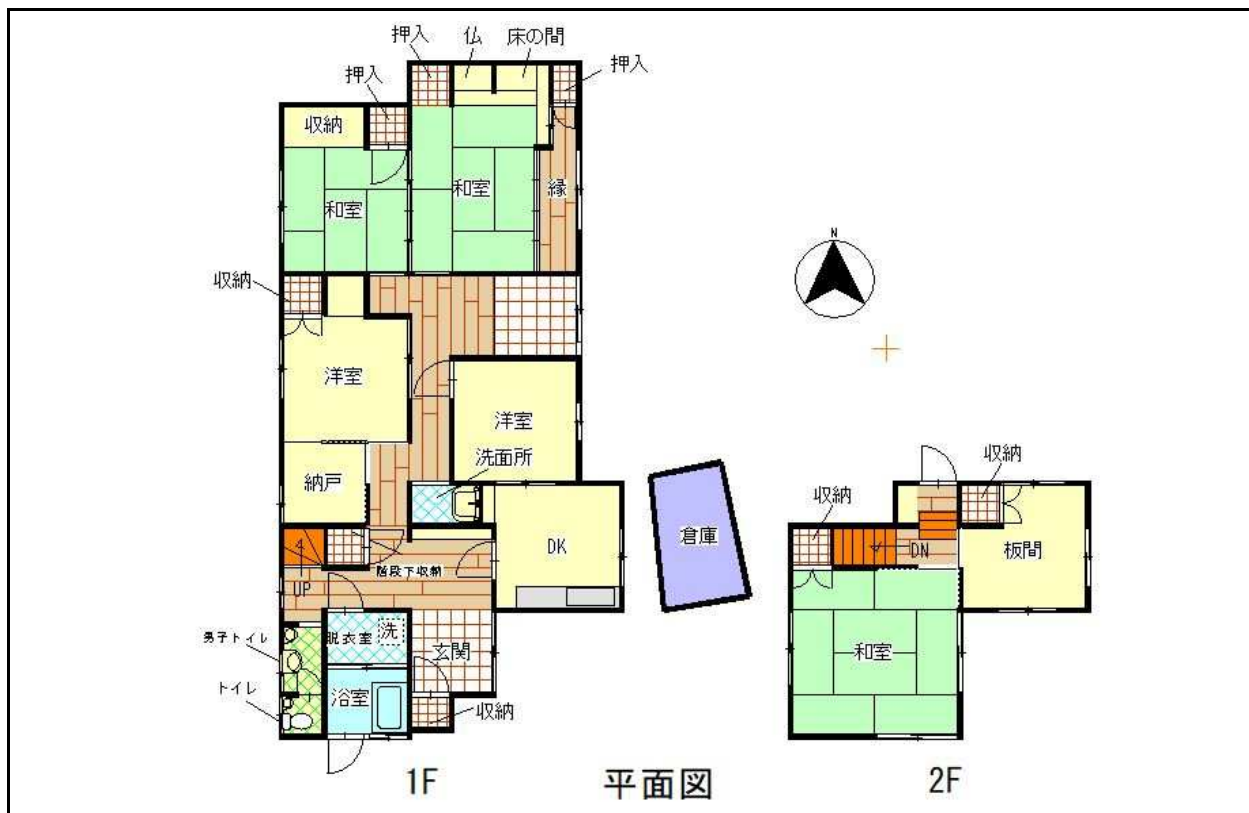 押入
仏
床の間
押入
押入
収納
和室
和室
縁
N
収納
洋室
洋室
洗面所
納戸
DK
倉庫
収納
収納
DN
板間
和室
階段下収納
UP
男子トイレ
脱衣室
洗
玄関
トイレ
浴室
収納
1F
平面図
2F